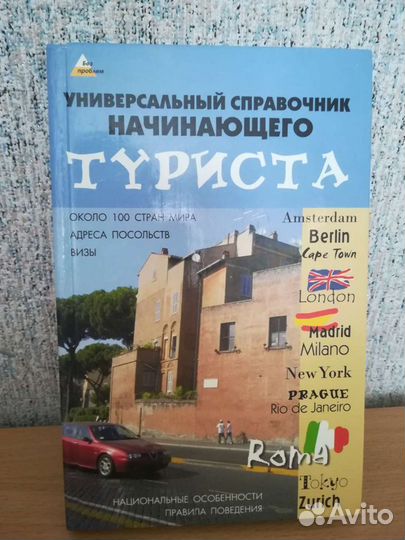 Без
проблем
УНИВЕРСАЛЬНЫЙ СПРАВОЧНИК
НАЧИНАЮЩЕГО
ТУРИСТА
ОКОЛО 100 СТРАН МИРА
АДРЕСА ПОСОЛЬСТВ
ВИЗЫ
Amsterdam
Berlin
Cape Town
London
Madrid
Milano
New York
PRAGUE
Rio de Janeiro
Roma
Tokyo
Zurich
НАЦИОНАЛЬНЫЕ ОСОБЕННОСТИ
ПРАВИЛА ПОВЕДЕНИЯ
Avito